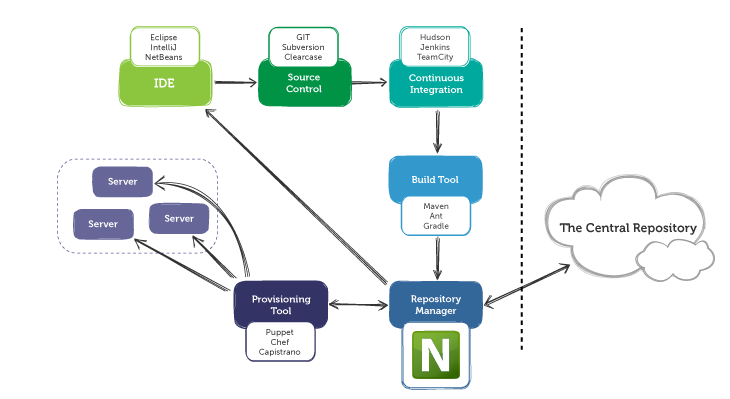 Eclipse
IntelliJ
NetBeans
IDE
GIT
Subversion
Clearcase
Source
Control
Hudson
Jenkins
TeamCity
Continuous
Integration
Build Tool
Maven
Ant
Gradle
Server
Server
Server
The Central Repository
Provisioning
Tool
Puppet
Chef
Capistrano
Repository
Manager
N